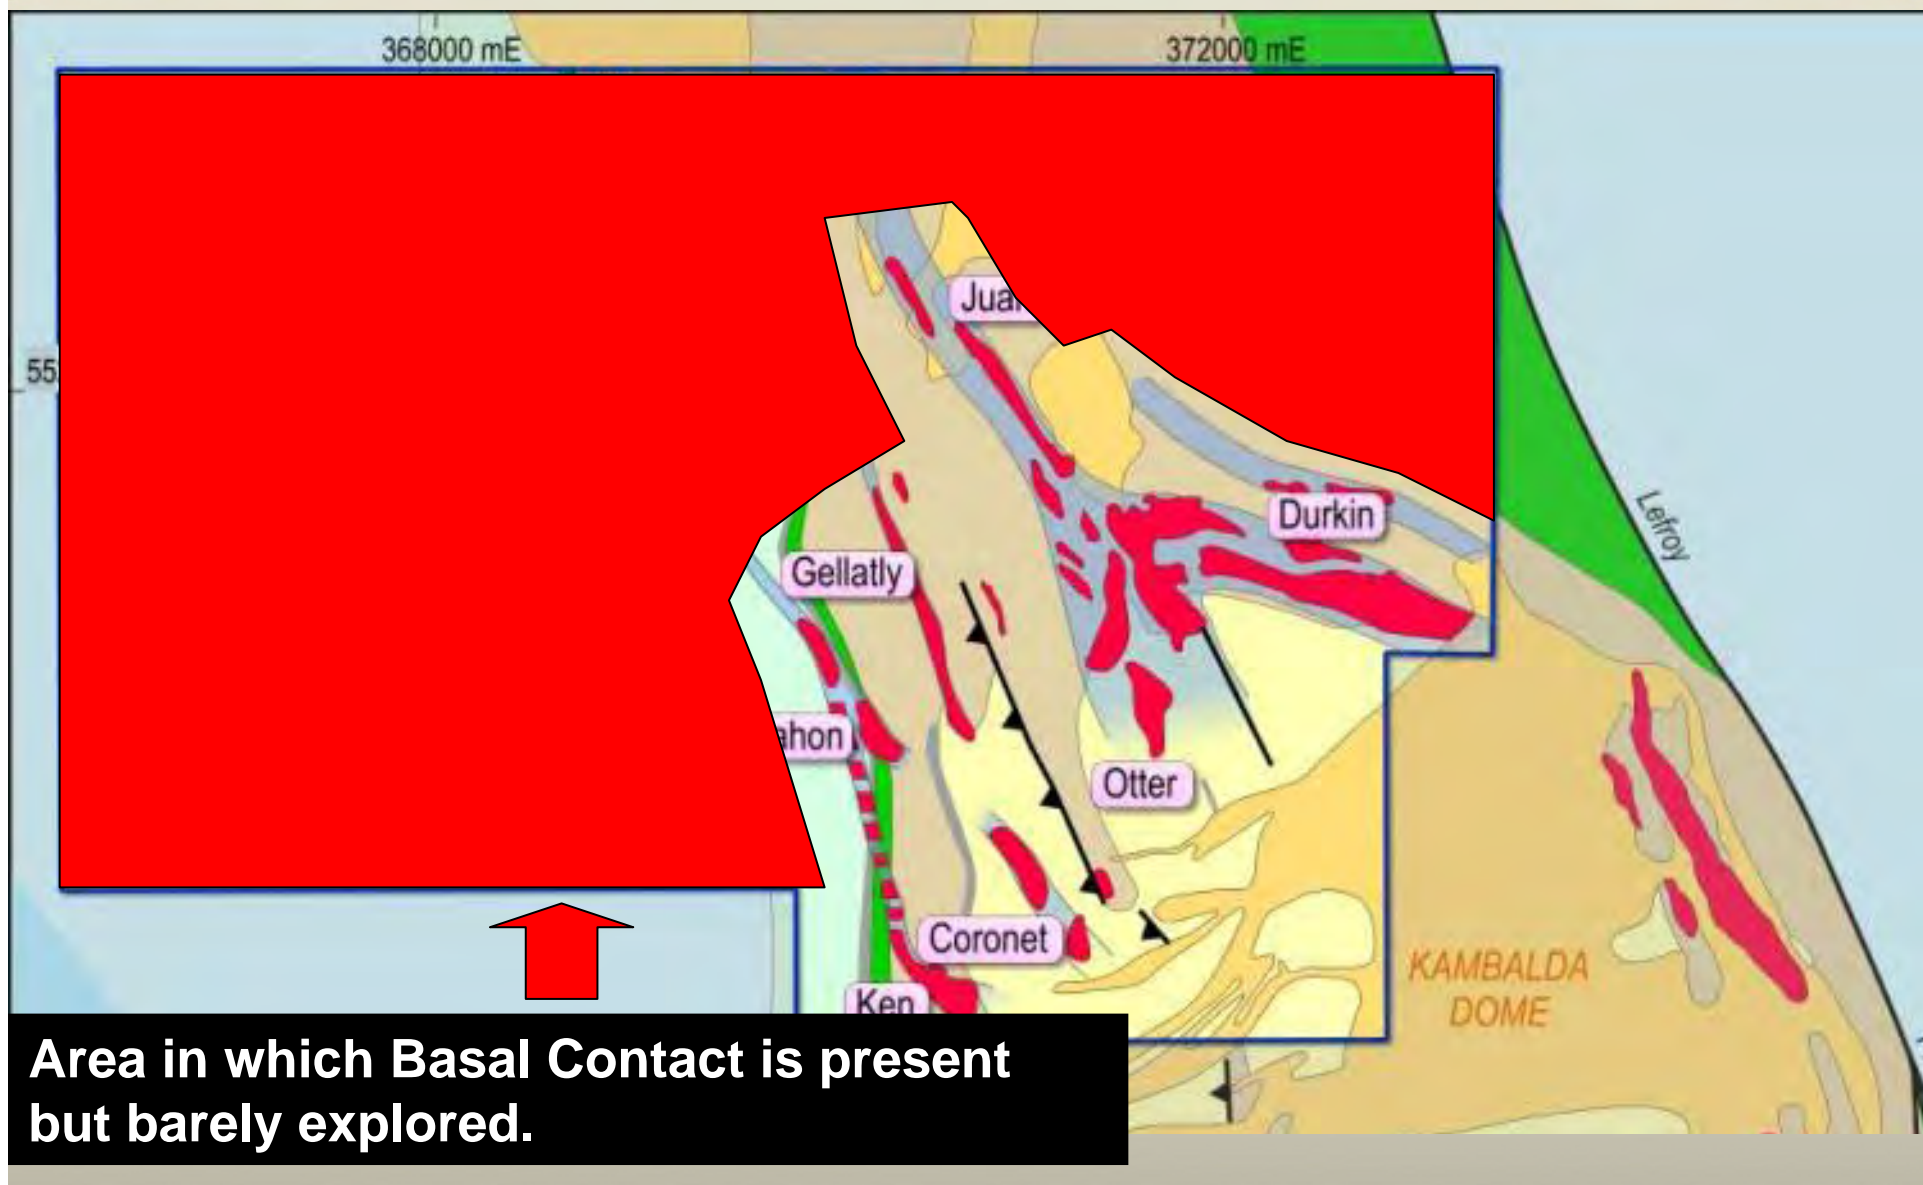 368000 mE
372000 mE
Jua
55
Durkin
Lefroy
Gellatly
ahon
Otter
Coronet
KAMBALDA
DOME
Ken
Area in which Basal Contact is present
but barely explored.